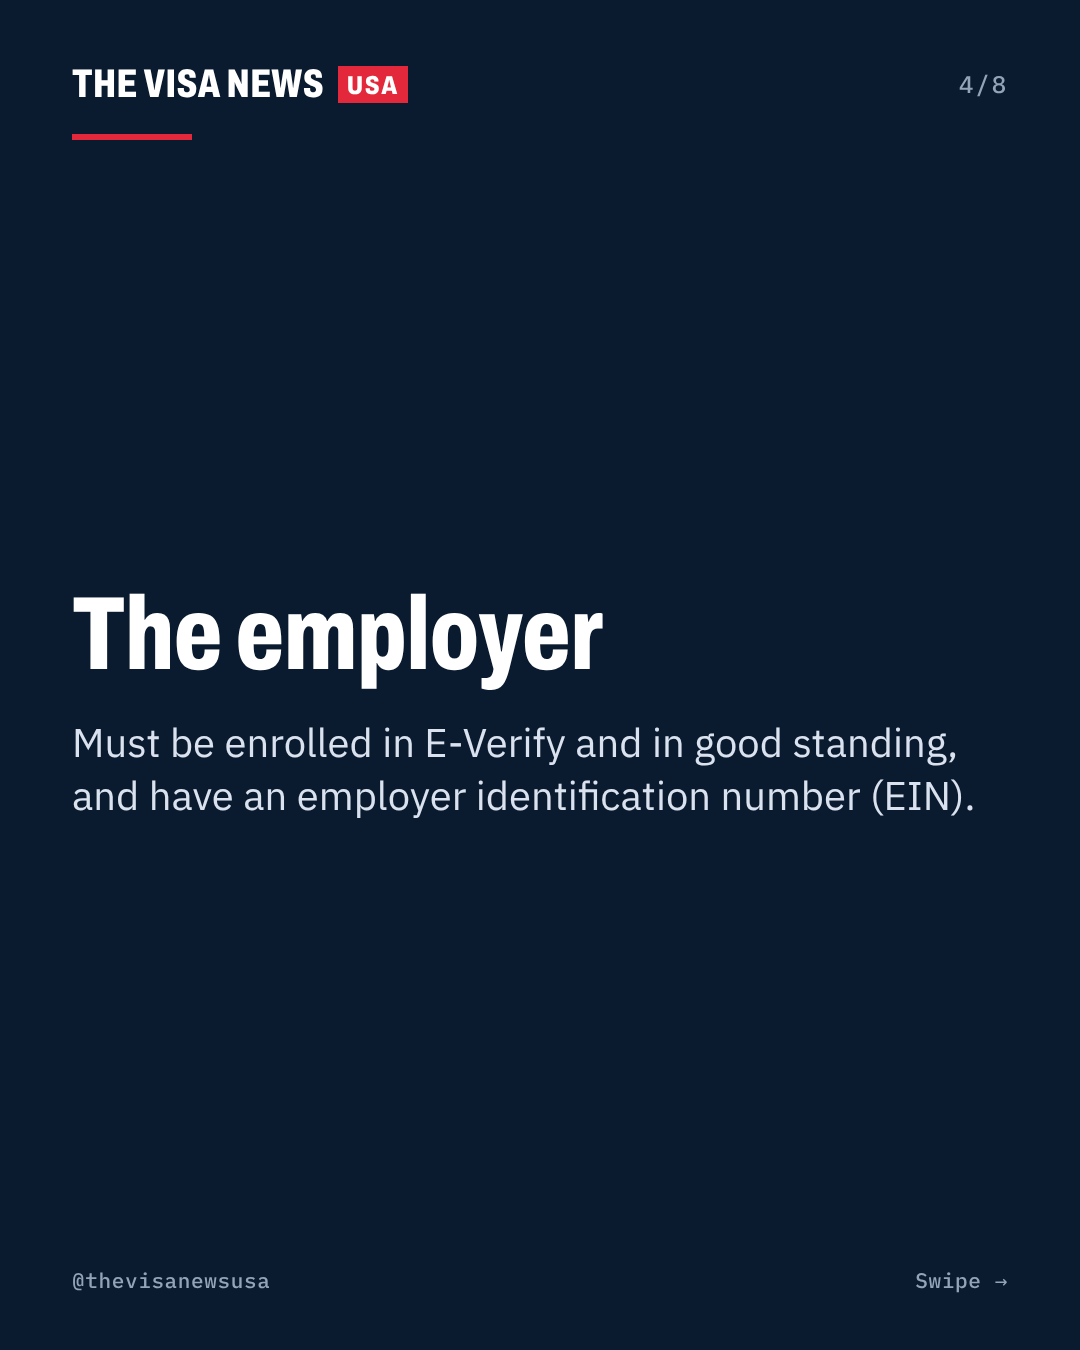 THE VISA NEWS USA
4/8
The employer
Must be enrolled in E-Verify and in good standing,
and have an employer identification number (EIN).
@thevisanewsusa
Swipe →